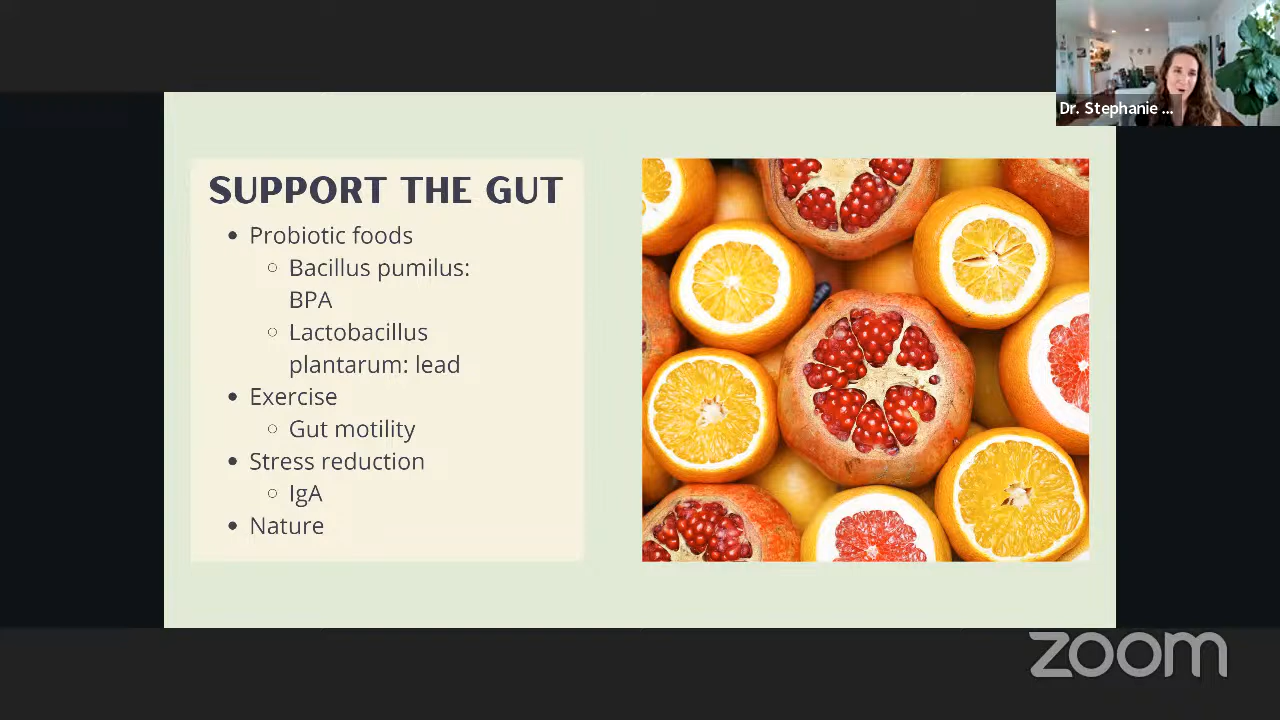 Dr. Stephanie ...
SUPPORT THE GUT
Probiotic foods
Bacillus pumilus:
BPA
Lactobacillus
plantarum: lead
Exercise
Gut motility
Stress reduction
IgA
Nature
zoom